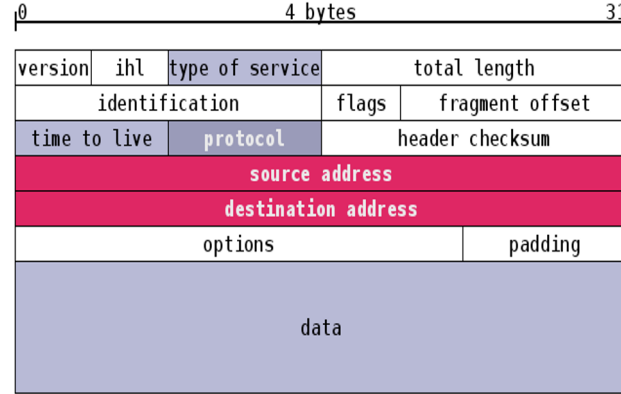 0 4 bytes 31
version ihl type of service total length
identification flags fragment offset
time to live protocol header checksum
source address
destination address
options padding
data